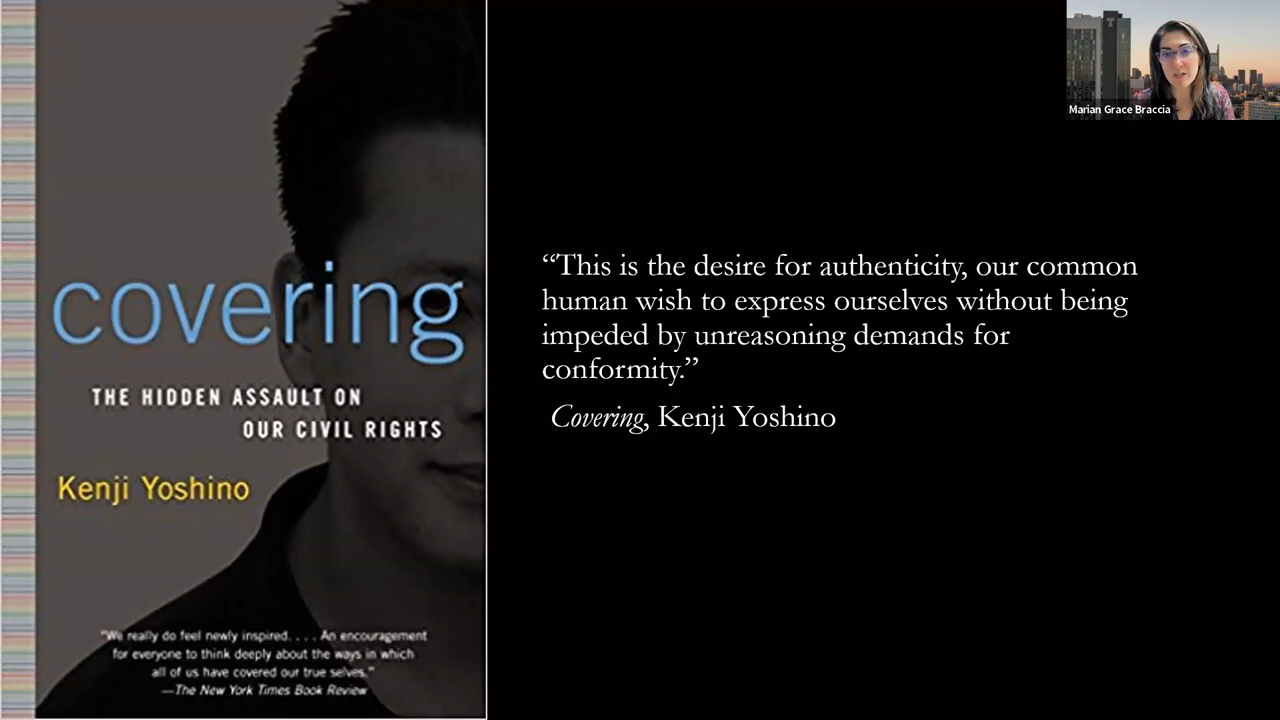 covering
THE HIDDEN ASSAULT ON
OUR CIVIL RIGHTS
Kenji Yoshino
"We really do feel newly inspired. . . . An encouragement
for everyone to think deeply about the ways in which
all of us have covered our true selves."
—The New York Times Book Review
“This is the desire for authenticity, our common
human wish to express ourselves without being
impeded by unreasoning demands for
conformity.”
Covering, Kenji Yoshino
Marian Grace Braccia